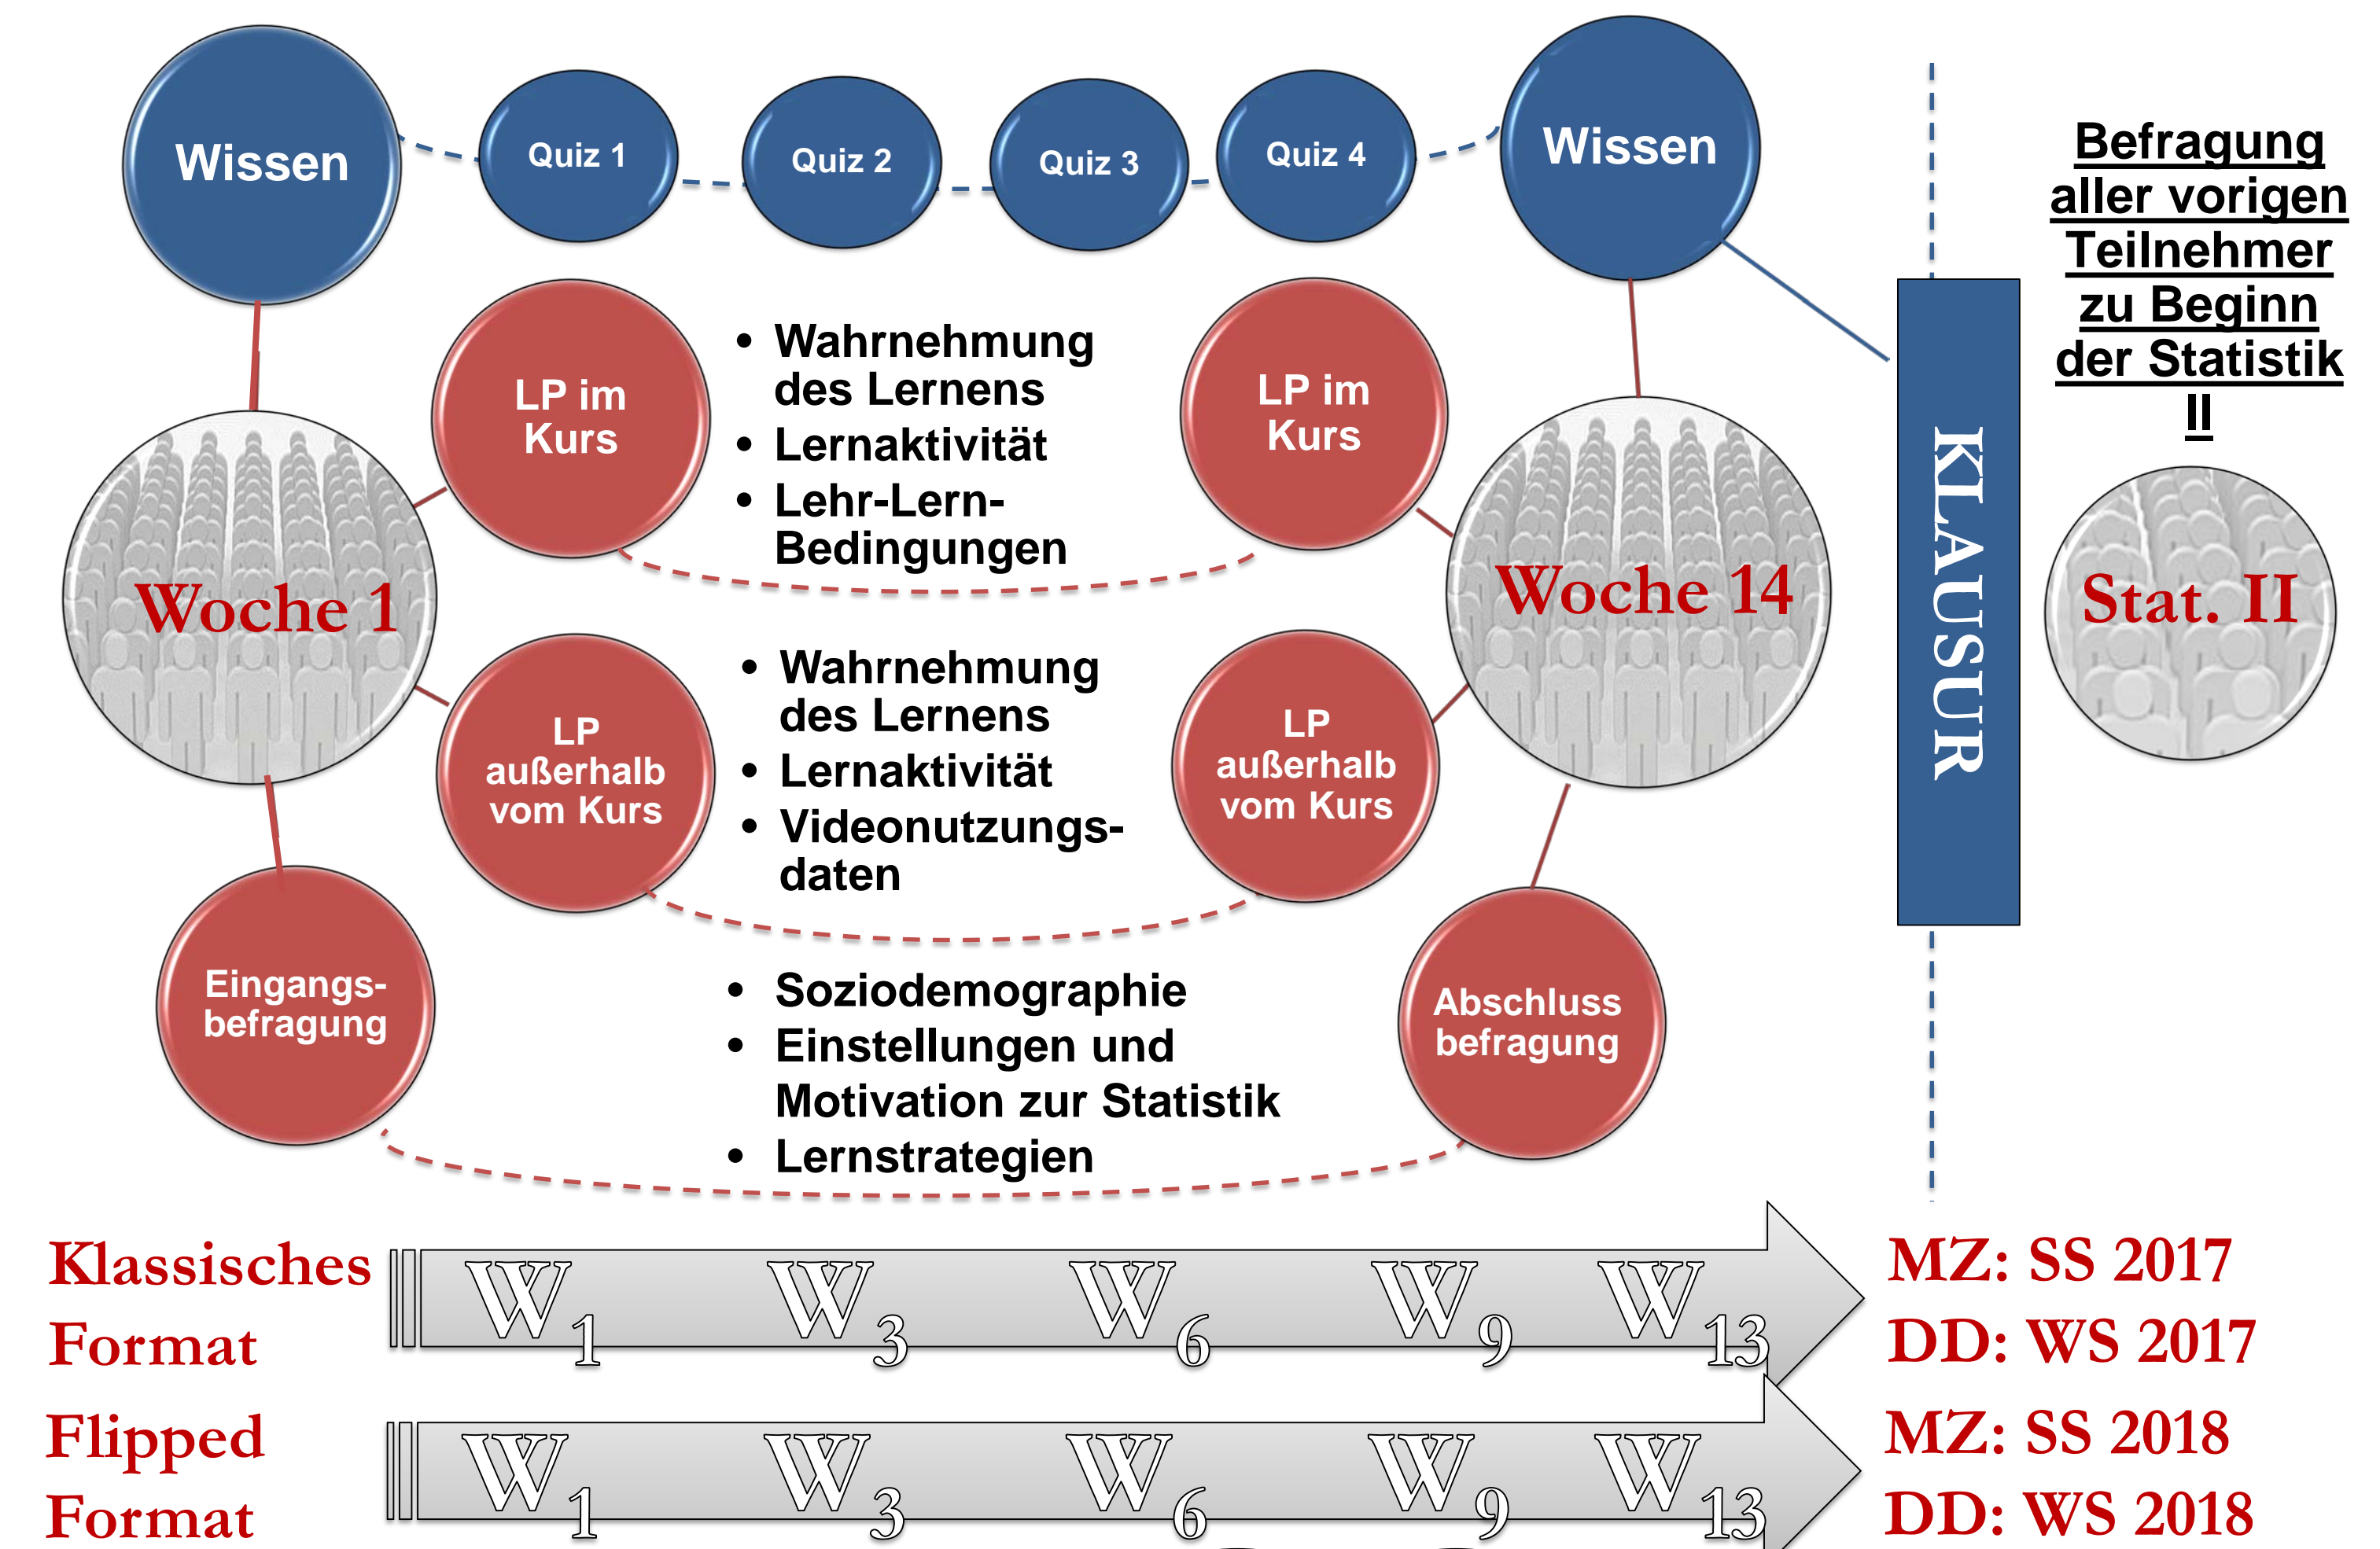 Wissen
Quiz 1
Quiz 2
Quiz 3
Quiz 4
Wissen
Befragung
aller vorigen
Teilnehmer
zu Beginn
der Statistik
II
LP im
Kurs
• Wahrnehmung
des Lernens
• Lernaktivität
• Lehr-Lern-
Bedingungen
LP im
Kurs
Woche 1
Woche 14
KLAUSUR
Stat. II
LP
außerhalb
vom Kurs
• Wahrnehmung
des Lernens
• Lernaktivität
• Videonutzungs-
daten
LP
außerhalb
vom Kurs
Eingangs-
befragung
• Soziodemographie
• Einstellungen und
Motivation zur Statistik
• Lernstrategien
Abschluss
befragung
Klassisches
Format
W1 W3 W6 W9 W13
MZ: SS 2017
DD: WS 2017
Flipped
Format
W1 W3 W6 W9 W13
MZ: SS 2018
DD: WS 2018